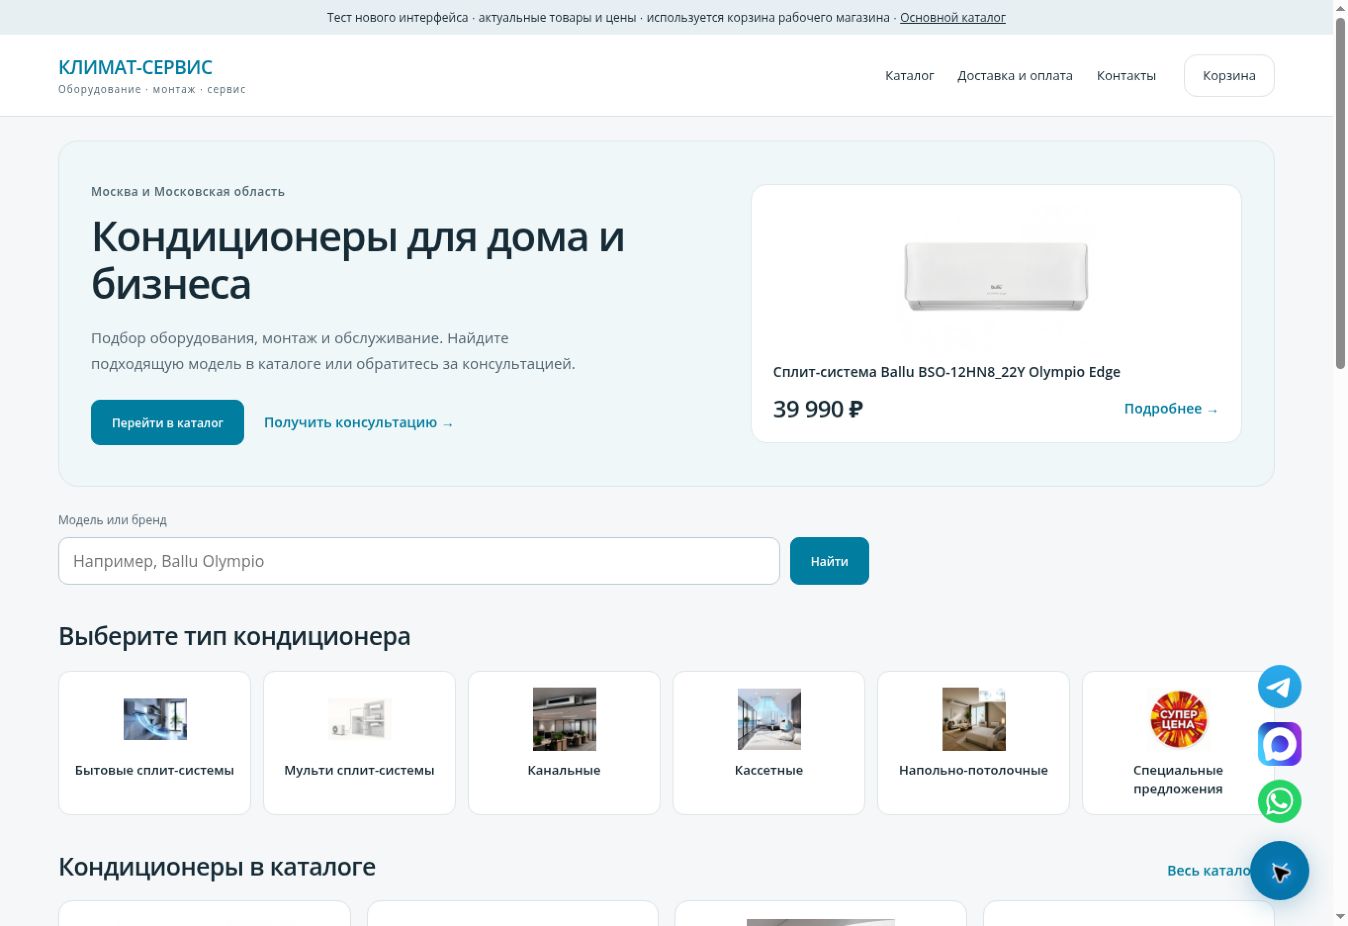 Тест нового интерфейса · актуальные товары и цены · используется корзина рабочего магазина · Основной каталог
КЛИМАТ-СЕРВИС
Оборудование · монтаж · сервис
Каталог
Доставка и оплата
Контакты
Корзина
Москва и Московская область
Кондиционеры для дома и
бизнеса
Подбор оборудования, монтаж и обслуживание. Найдите
подходящую модель в каталоге или обратитесь за консультацией.
Перейти в каталог
Получить консультацию →
Сплит-система Ballu BSO-12HN8_22Y Olympio Edge
39 990 ₽
Подробнее →
Модель или бренд
Например, Ballu Olympio
Найти
Выберите тип кондиционера
Бытовые сплит-системы
Мульти сплит-системы
Канальные
Кассетные
Напольно-потолочные
СУПЕР
ЦЕНА
Специальные
предложения
Кондиционеры в каталоге
Весь катало